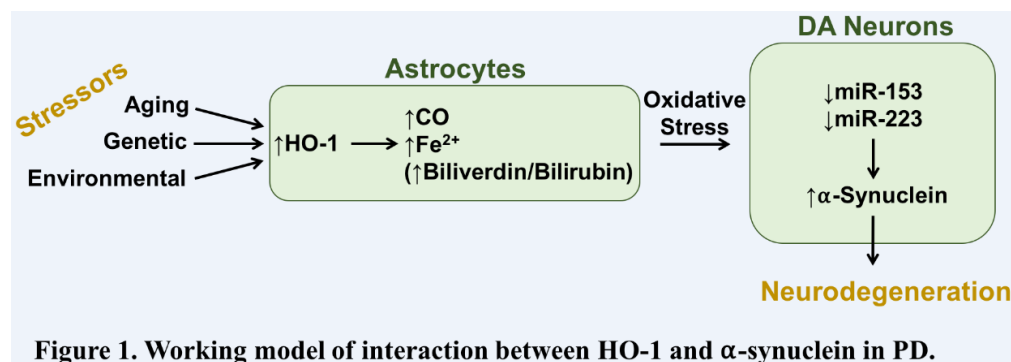 Stressors
Aging
Genetic
Environmental
Astrocytes
↑HO-1
↑CO
↑Fe²⁺
(↑Biliverdin/Bilirubin)
Oxidative
Stress
DA Neurons
↓miR-153
↓miR-223
↑α-Synuclein
Neurodegeneration
Figure 1. Working model of interaction between HO-1 and α-synuclein in PD.